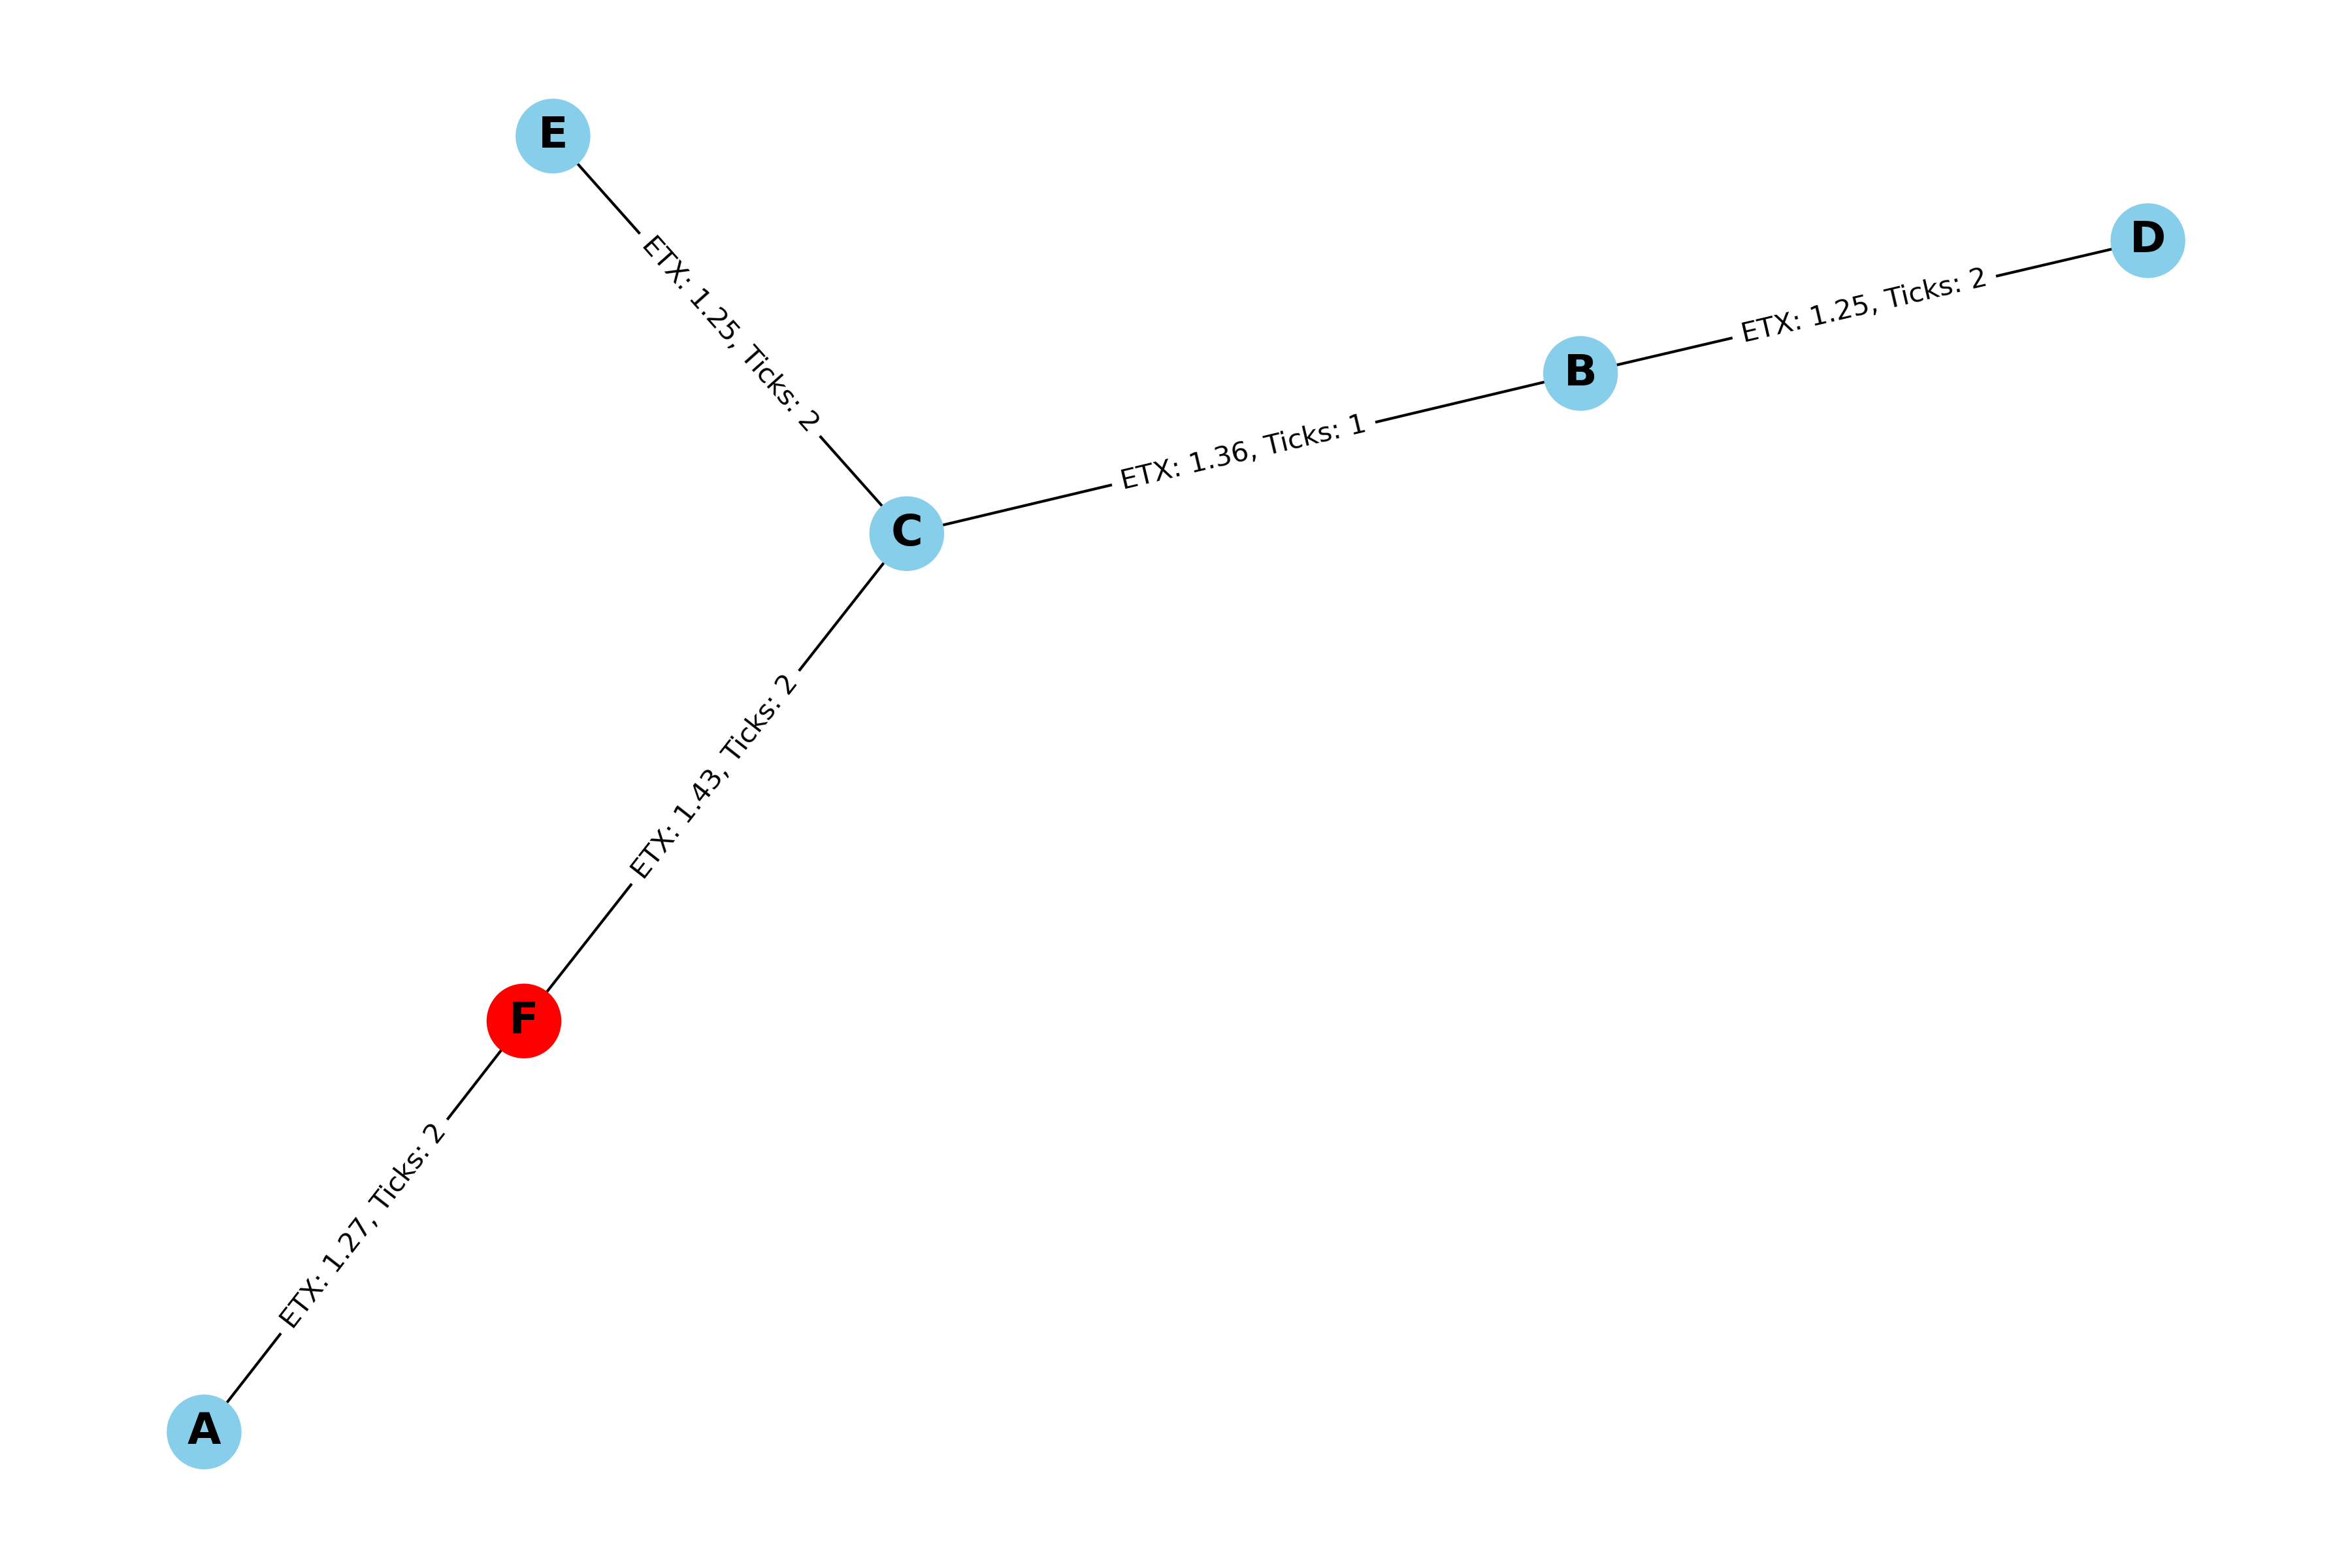 E
D
ETX: 1.25, Ticks: 2
ETX: 1.25, Ticks: 2
B
ETX: 1.36, Ticks: 1
C
ETX: 1.43, Ticks: 2
F
ETX: 1.27, Ticks: 2
A